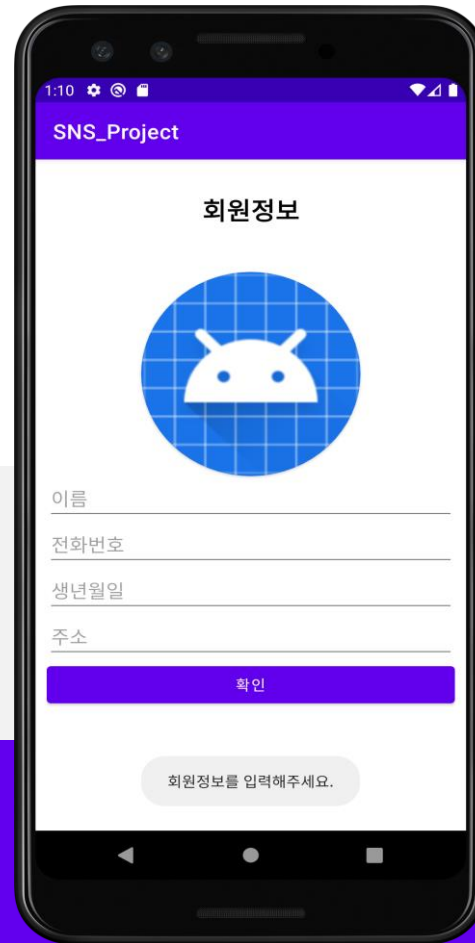 1:10
SNS_Project
회원정보
이름
전화번호
생년월일
주소
확인
회원정보를 입력해주세요.